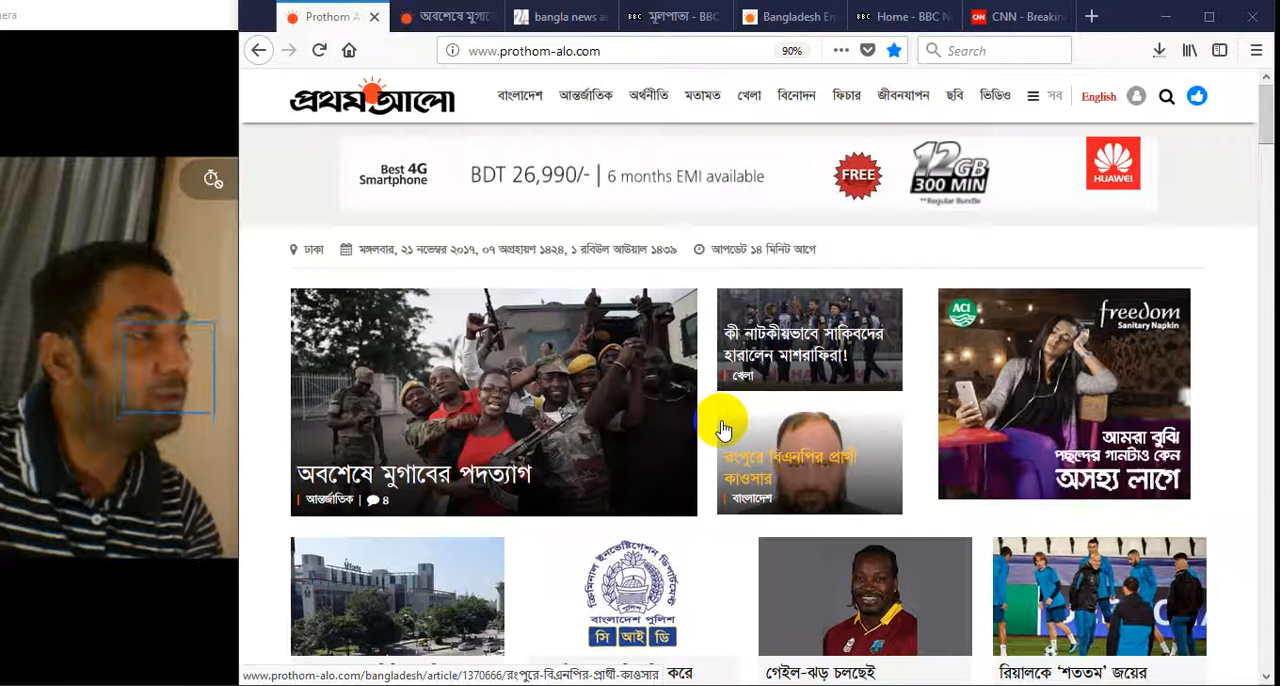 nera
Prothom A
অবশেষে মুগাবে
bangla news a
মূলপাতা - BBC
Bangladesh En
Home - BBC N
CNN - Breakin
www.prothom-alo.com
90%
Search
প্রথম আলো
বাংলাদেশ আন্তর্জাতিক অর্থনীতি মতামত খেলা বিনোদন ফিচার জীবনযাপন ছবি ভিডিও সব English
Best 4G
Smartphone
BDT 26,990/- | 6 months EMI available
FREE
12GB
300 MIN
**Regular Bundle
HUAWEI
ঢাকা মঙ্গলবার, ২১ নভেম্বর ২০১৭, ০৭ অগ্রহায়ণ ১৪২৪, ১ রবিউল আউয়াল ১৪৩৯ আপডেট ১৪ মিনিট আগে
অবশেষে মুগাবের পদত্যাগ
আন্তর্জাতিক | 8
কী নাটকীয়ভাবে সাকিবদের
হারালেন মাশরাফিরা!
খেলা
রংপুরে বিএনপির প্রার্থী
কাওসার
বাংলাদেশ
ACI
freedom
Sanitary Napkin
আমরা বুঝি
পছন্দের গানটাও কেন
অসহ্য লাগে
বাংলাদেশ পুলিশ
সি আই ডি
করে
গেইল-ঝড় চলছেই
রিয়ালকে ‘শততম’ জয়ের
www.prothom-alo.com/bangladesh/article/1370666/রংপুরে-বিএনপির-প্রার্থী-কাওসার